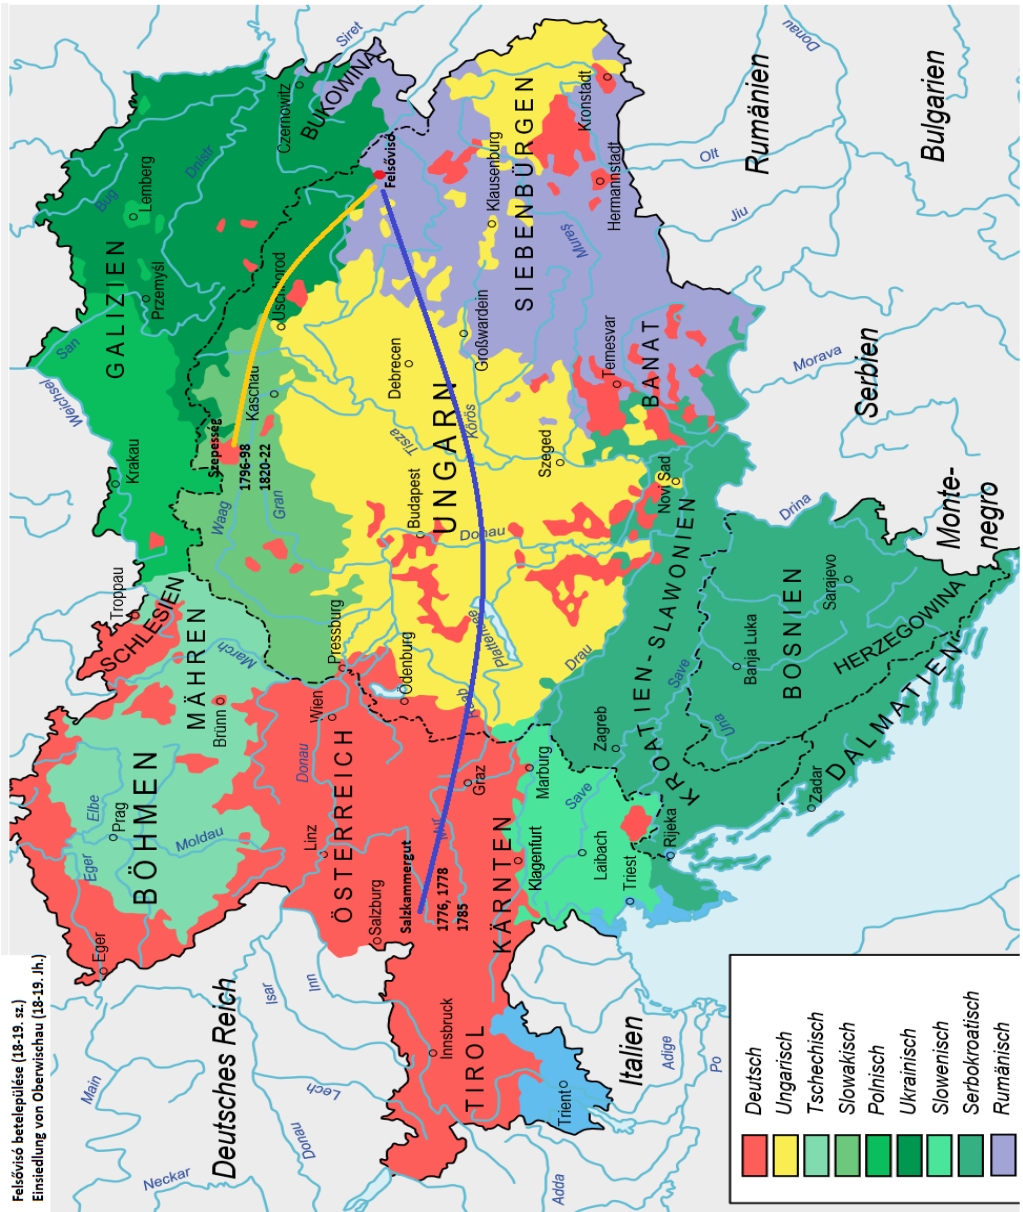 Felsővisó betelepülése (18-19. sz.)
Einsiedlung von Oberwischau (18-19. Jh.)
Deutsches Reich
Italien
Rumänien
Bulgarien
Serbien
Monte-
negro
BÖHMEN
MÄHREN
SCHLESIEN
GALIZIEN
BUKOWINA
ÖSTERREICH
TIROL
KÄRNTEN
UNGARN
SIEBENBÜRGEN
BANAT
KROATIEN-SLAWONIEN
BOSNIEN
HERZEGOWINA
DALMATIEN
Eger
Prag
Brünn
Troppau
Krakau
Przemyśl
Lemberg
Czernowitz
Linz
Wien
Salzburg
Innsbruck
Triento
Graz
Klagenfurt
Marburg
Laibach
Triest
Rijeka
Zagreb
Zadar
Banja Luka
Sarajevo
Pressburg
Ödenburg
Budapest
Kaschau
Debrecen
Großwardein
Szeged
Novi Sad
Temesvar
Klausenburg
Hermannstadt
Kronstadt
Felsővisó
Szepesség
1796-98
1820-22
Salzkammergut
1776, 1778
1785
Main
Neckar
Donau
Lech
Isar
Inn
Adda
Adige
Po
Eger
Elbe
Moldau
March
Donau
Mur
Raab
Plattensee
Drau
Save
Save
Una
Drina
Morava
Waag
Gran
Donau
Tisza
Körös
Mureș
Weichsel
San
Bug
Dnistr
Siret
Olt
Jiu
Donau
Deutsch
Ungarisch
Tschechisch
Slowakisch
Polnisch
Ukrainisch
Slowenisch
Serbokroatisch
Rumänisch